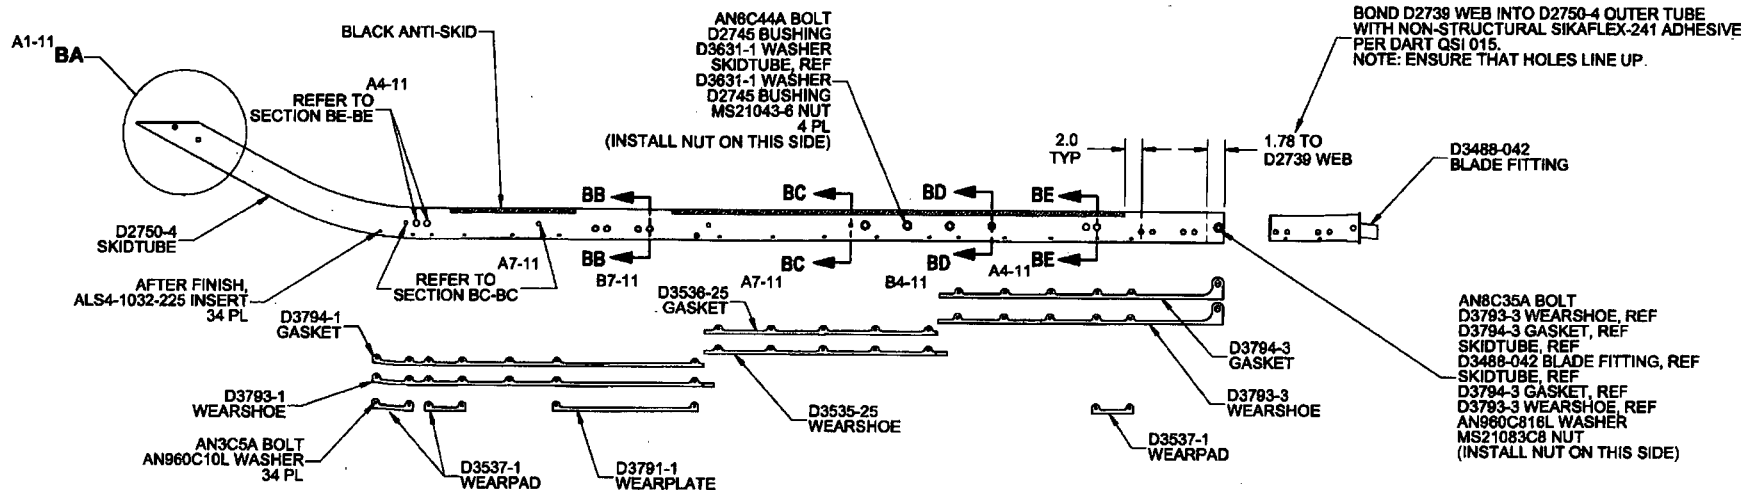 A1-11
BA
BLACK ANTI-SKID
A4-11
REFER TO
SECTION BE-BE
AN6C44A BOLT
D2745 BUSHING
D3631-1 WASHER
SKIDTUBE, REF
D3631-1 WASHER
D2745 BUSHING
MS21043-6 NUT
4 PL
(INSTALL NUT ON THIS SIDE)
BOND D2739 WEB INTO D2750-4 OUTER TUBE
WITH NON-STRUCTURAL SIKAFLEX-241 ADHESIVE
PER DART QSI 015.
NOTE: ENSURE THAT HOLES LINE UP.
2.0
TYP
1.78 TO
D2739 WEB
D3488-042
BLADE FITTING
BB
BC
BD
BE
D2750-4
SKIDTUBE
AFTER FINISH,
ALS4-1032-225 INSERT
34 PL
A7-11
REFER TO
SECTION BC-BC
BB
B7-11
BC
A7-11
BD
B4-11
BE
A4-11
D3794-1
GASKET
D3536-25
GASKET
D3794-3
GASKET
D3793-1
WEARSHOE
D3535-25
WEARSHOE
D3793-3
WEARSHOE
AN3C5A BOLT
AN960C10L WASHER
34 PL
D3537-1
WEARPAD
D3791-1
WEARPLATE
D3537-1
WEARPAD
AN8C35A BOLT
D3793-3 WEARSHOE, REF
D3794-3 GASKET, REF
SKIDTUBE, REF
D3488-042 BLADE FITTING, REF
SKIDTUBE, REF
D3794-3 GASKET, REF
D3793-3 WEARSHOE, REF
AN960C816L WASHER
MS21083C8 NUT
(INSTALL NUT ON THIS SIDE)